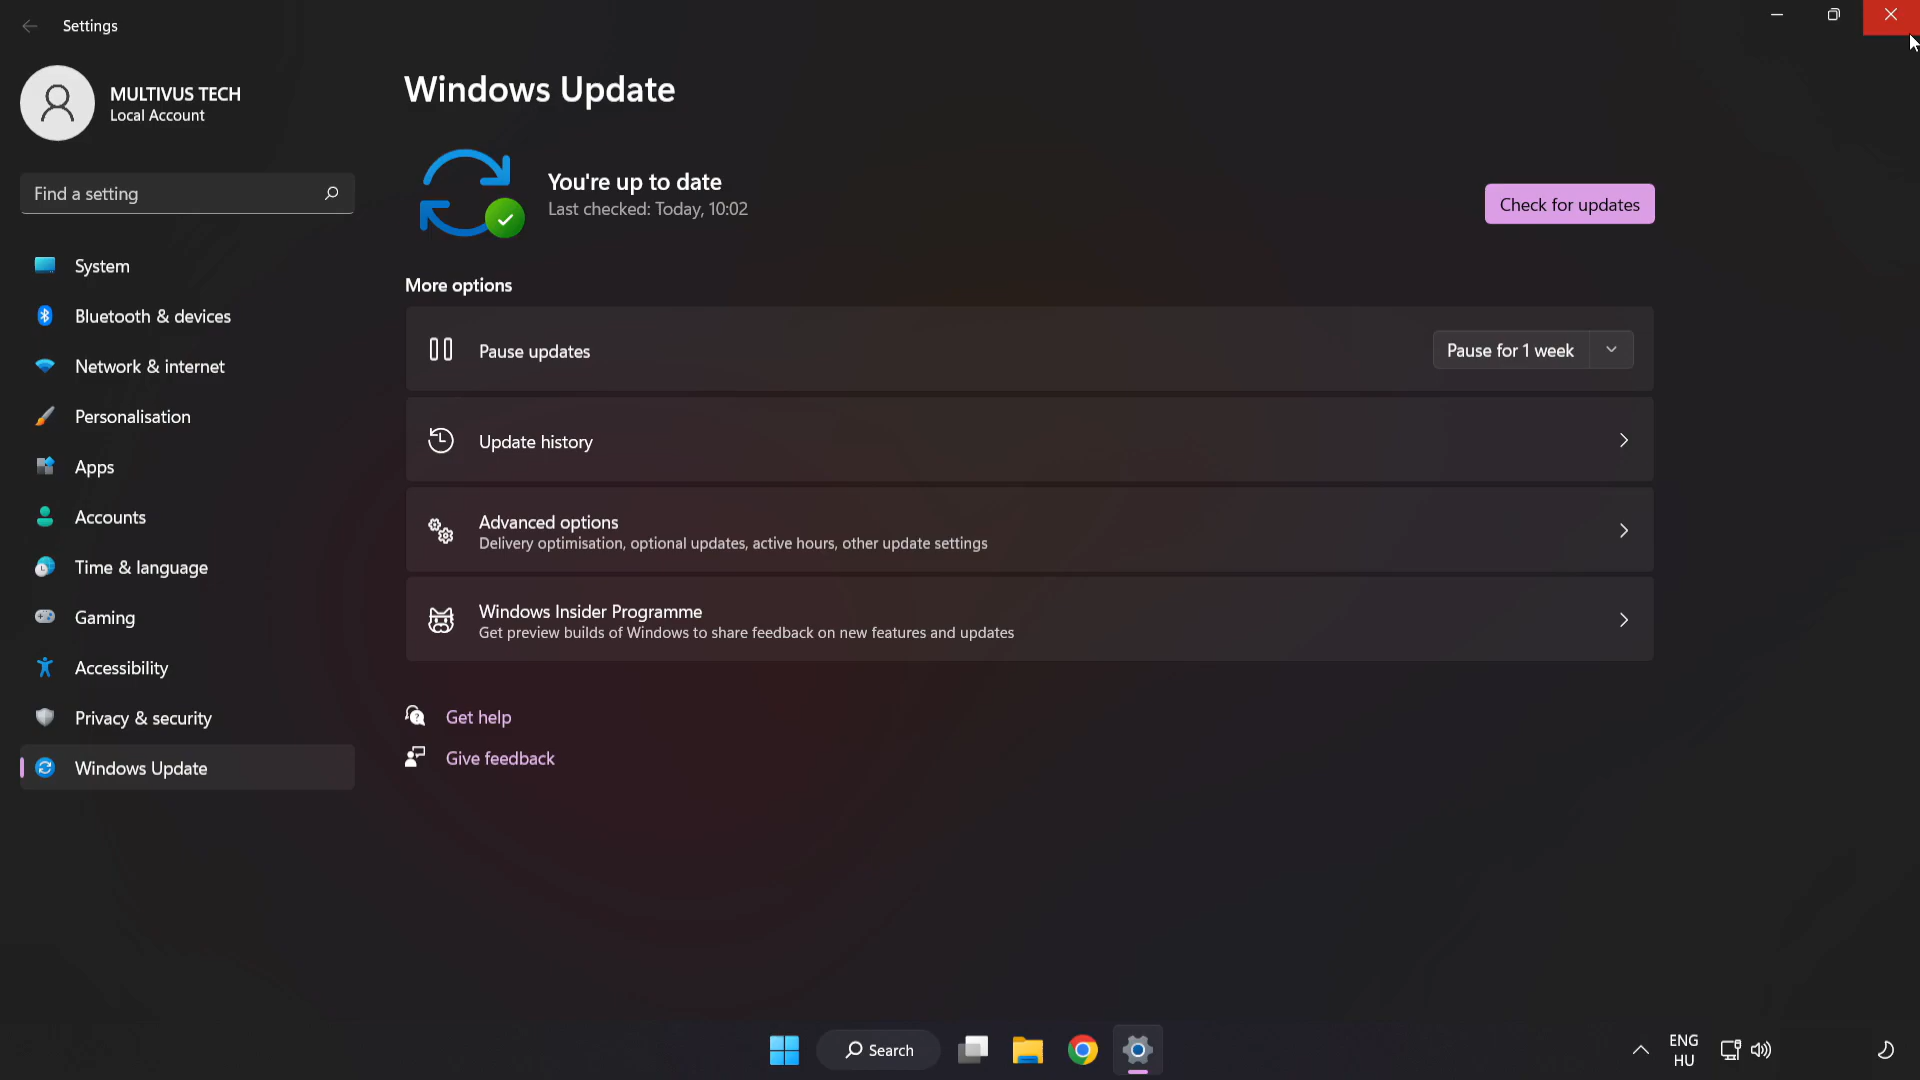 Settings
MULTIVUS TECH
Local Account
Find a setting
System
Bluetooth & devices
Network & internet
Personalisation
Apps
Accounts
Time & language
Gaming
Accessibility
Privacy & security
Windows Update
Windows Update
You're up to date
Last checked: Today, 10:02
Check for updates
More options
Pause updates
Pause for 1 week
Update history
Advanced options
Delivery optimisation, optional updates, active hours, other update settings
Windows Insider Programme
Get preview builds of Windows to share feedback on new features and updates
Get help
Give feedback
Search
ENG
HU